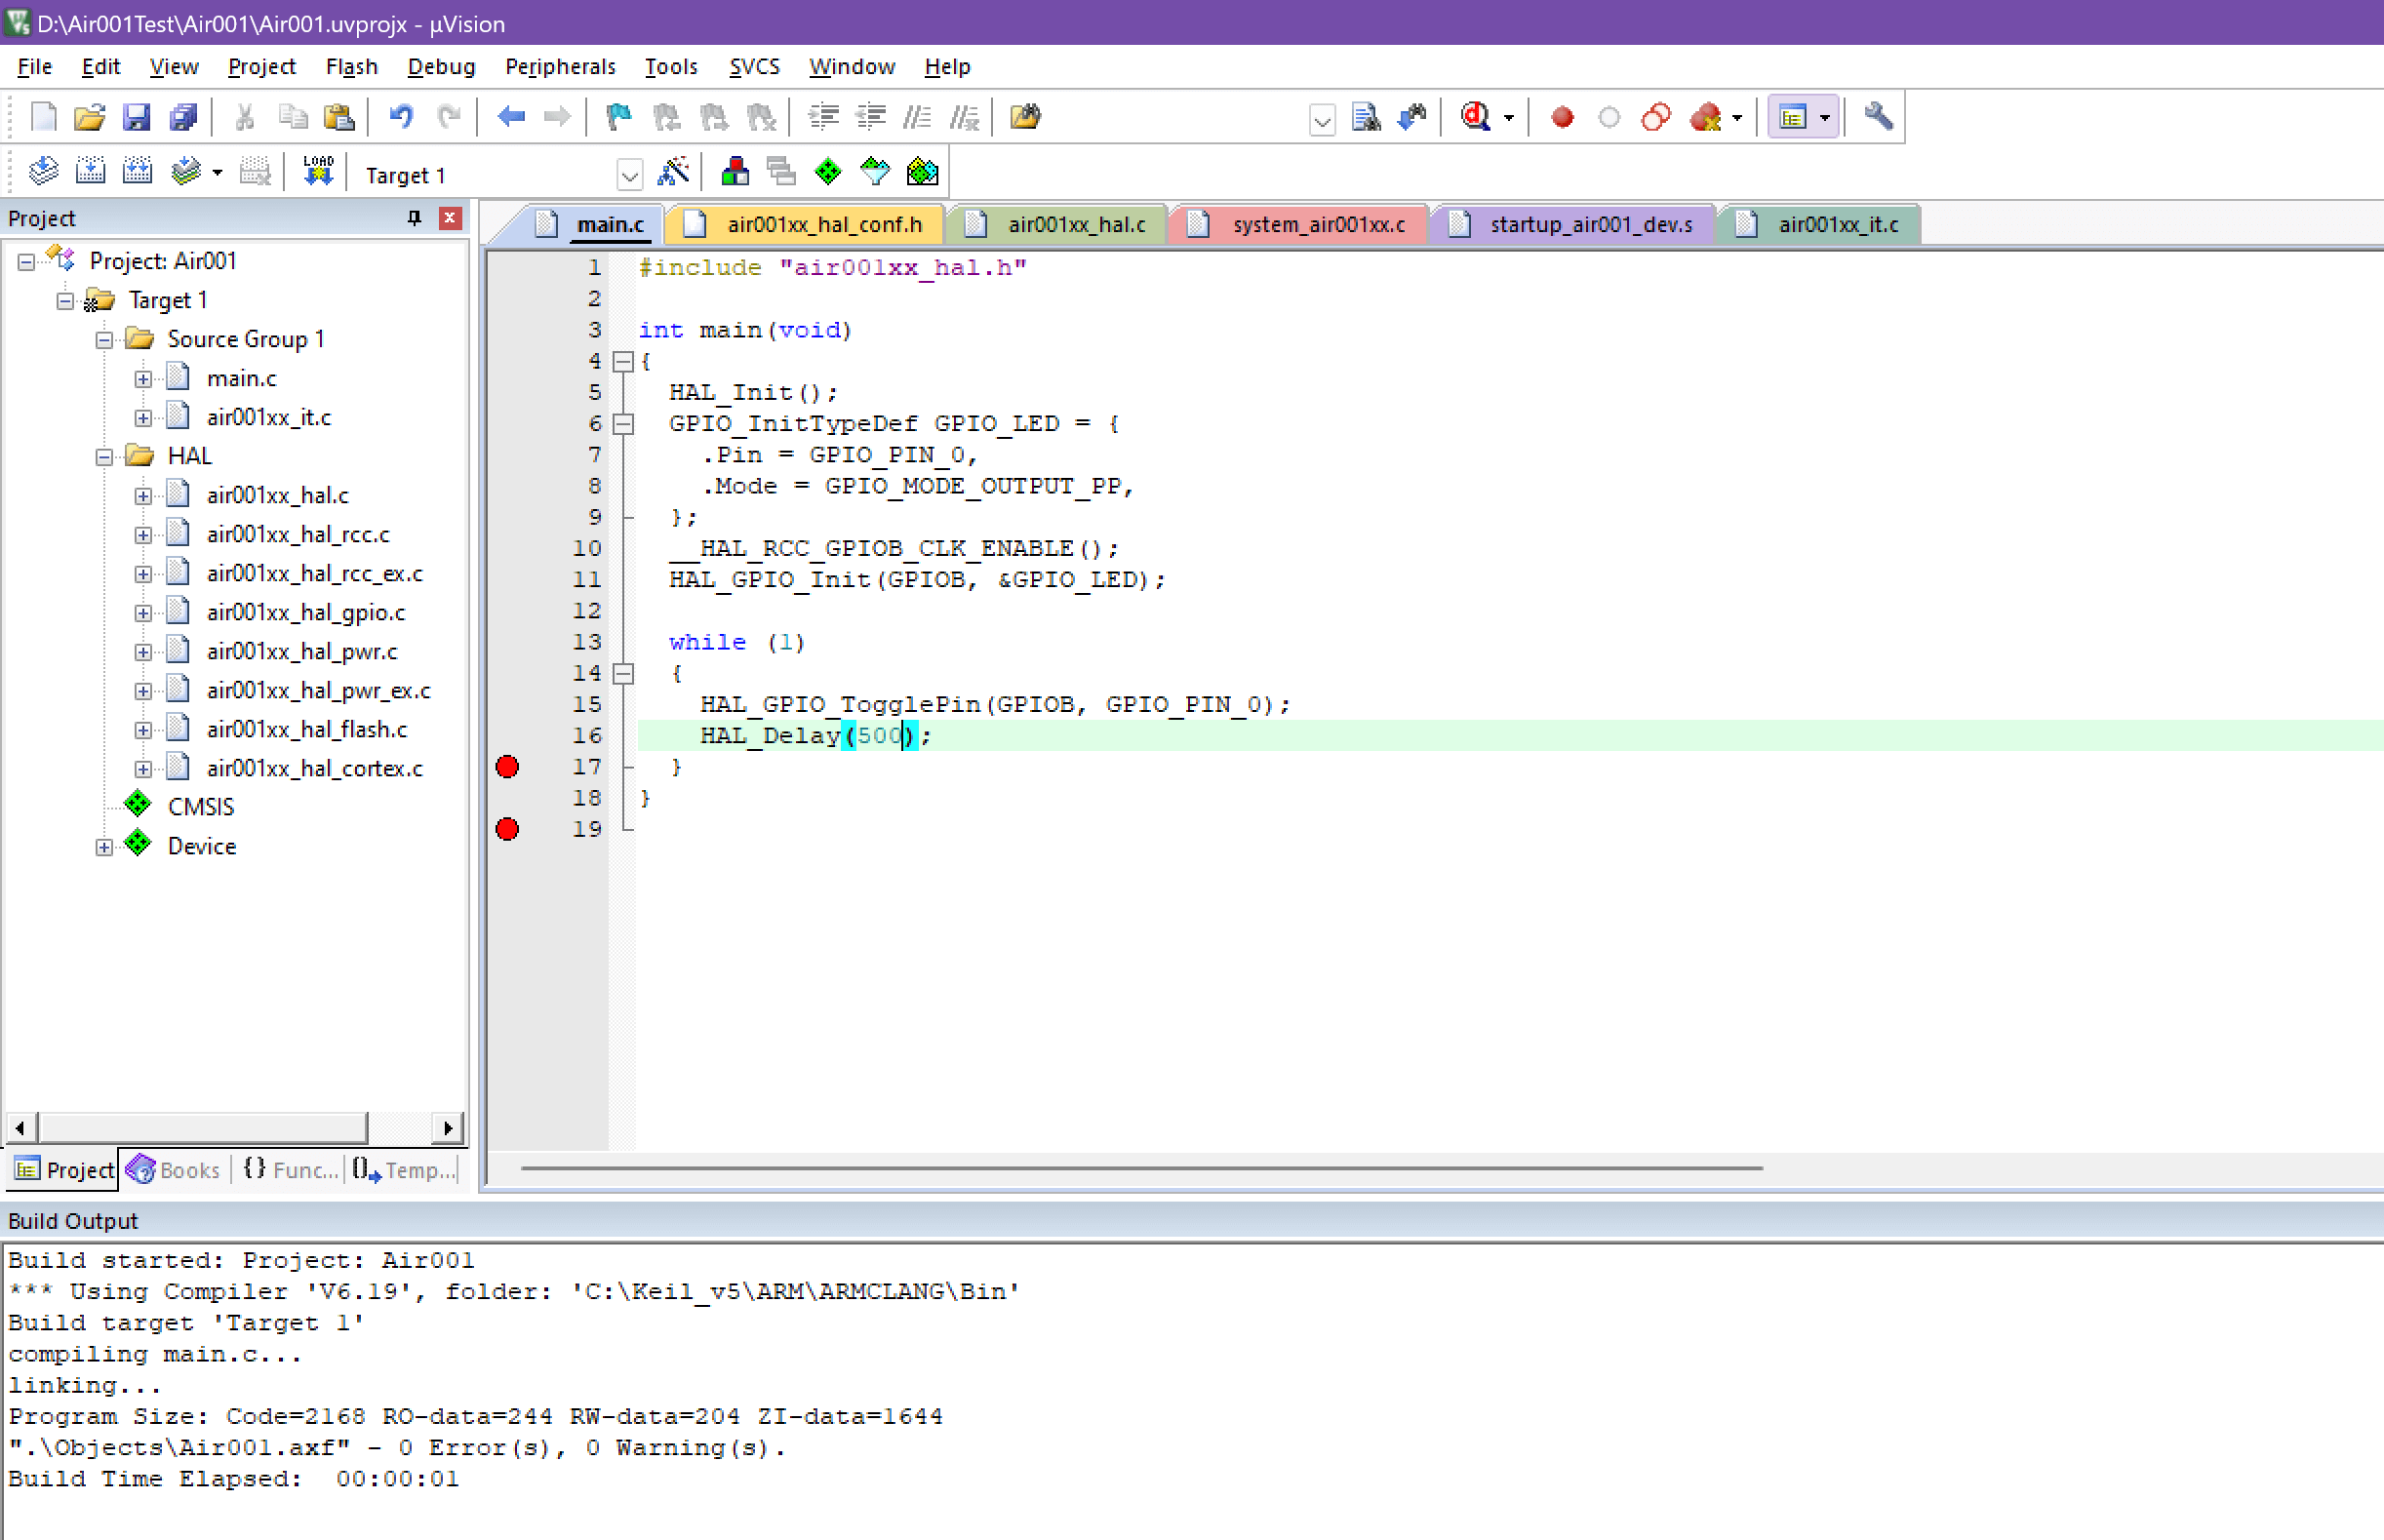 D:\Air001Test\Air001\Air001.uvprojx - µVision
File Edit View Project Flash Debug Peripherals Tools SVCS Window Help
LOAD Target 1
Project
Project: Air001
Target 1
Source Group 1
main.c
air001xx_it.c
HAL
air001xx_hal.c
air001xx_hal_rcc.c
air001xx_hal_rcc_ex.c
air001xx_hal_gpio.c
air001xx_hal_pwr.c
air001xx_hal_pwr_ex.c
air001xx_hal_flash.c
air001xx_hal_cortex.c
CMSIS
Device
Project Books Func... Temp...
main.c air001xx_hal_conf.h air001xx_hal.c system_air001xx.c startup_air001_dev.s air001xx_it.c
1 #include "air001xx_hal.h"
2
3 int main(void)
4 {
5 HAL_Init();
6 GPIO_InitTypeDef GPIO_LED = {
7 .Pin = GPIO_PIN_0,
8 .Mode = GPIO_MODE_OUTPUT_PP,
9 };
10 __HAL_RCC_GPIOB_CLK_ENABLE();
11 HAL_GPIO_Init(GPIOB, &GPIO_LED);
12
13 while (1)
14 {
15 HAL_GPIO_TogglePin(GPIOB, GPIO_PIN_0);
16 HAL_Delay(500);
17 }
18 }
19
Build Output
Build started: Project: Air001
*** Using Compiler 'V6.19', folder: 'C:\Keil_v5\ARM\ARMCLANG\Bin'
Build target 'Target 1'
compiling main.c...
linking...
Program Size: Code=2168 RO-data=244 RW-data=204 ZI-data=1644
".\Objects\Air001.axf" - 0 Error(s), 0 Warning(s).
Build Time Elapsed:  00:00:01